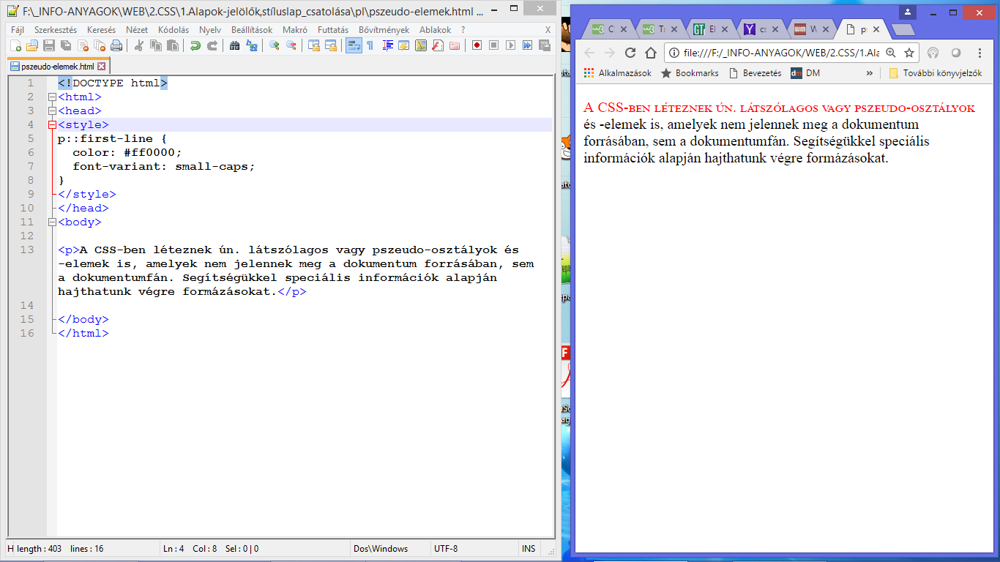 F:\_INFO-ANYAGOK\WEB\2.CSS\1.Alapok-jelölők,stíluslap_csatolása\pl\pszeudo-elemek.html ...
Fájl Szerkesztés Keresés Nézet Kódolás Nyelv Beállítások Makró Futtatás Bővítmények Ablakok ? X
pszeudo-elemek.html
1 <!DOCTYPE html>
2 <html>
3 <head>
4 <style>
5 p::first-line {
6 color: #ff0000;
7 font-variant: small-caps;
8 }
9 </style>
10 </head>
11 <body>
12
13 <p>A CSS-ben léteznek ún. látszólagos vagy pszeudo-osztályok és
-elemek is, amelyek nem jelennek meg a dokumentum forrásában, sem
a dokumentumfán. Segítségükkel speciális információk alapján
hajthatunk végre formázásokat.</p>
14
15 </body>
16 </html>
H length : 403 lines : 16 Ln : 4 Col : 8 Sel : 0 | 0 Dos\Windows UTF-8 INS
file:///F:/_INFO-ANYAGOK/WEB/2.CSS/1.Ala
Alkalmazások Bookmarks Bevezetés dm DM » További könyvjelzők
A CSS-ben léteznek ún. látszólagos vagy pszeudo-osztályok
és -elemek is, amelyek nem jelennek meg a dokumentum
forrásában, sem a dokumentumfán. Segítségükkel speciális
információk alapján hajthatunk végre formázásokat.